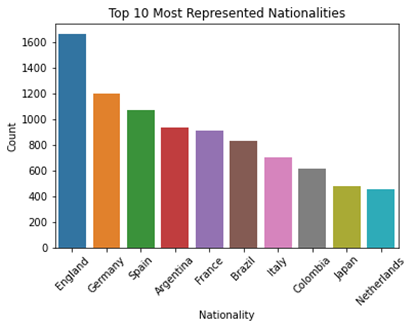 Top 10 Most Represented Nationalities
Count
1600
1400
1200
1000
800
600
400
200
0
England
Germany
Spain
Argentina
France
Brazil
Italy
Colombia
Japan
Netherlands
Nationality